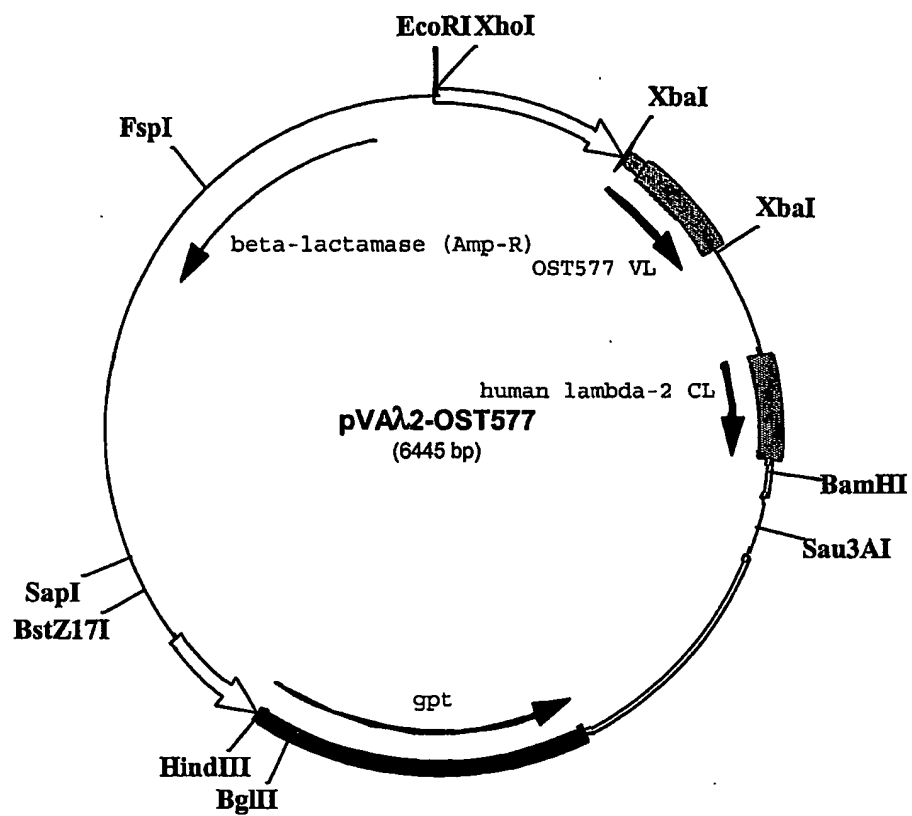 EcoRI XhoI
XbaI
FspI
XbaI
beta-lactamase (Amp-R)
OST577 VL
human lambda-2 CL
pVAλ2-OST577
(6445 bp)
BamHI
Sau3AI
SapI
BstZ17I
gpt
HindIII
BglII